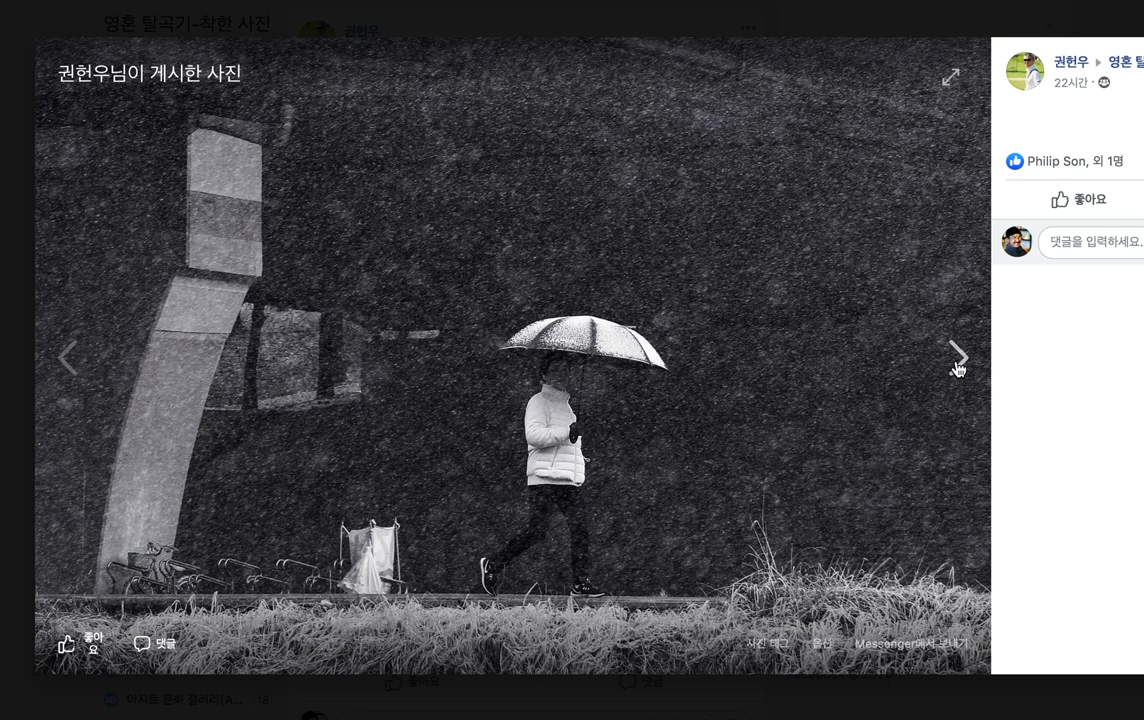 영혼 탈곡기-착한 사진
권헌우
권헌우님이 게시한 사진
권헌우 ▸ 영혼 탈
22시간 ·
Philip Son, 외 1명
좋아요
댓글을 입력하세요.
좋아
요
댓글
사진 태그 옵션 Messenger에서 보내기
좋아요 댓글
아지트 문화 갤러리(A... 18